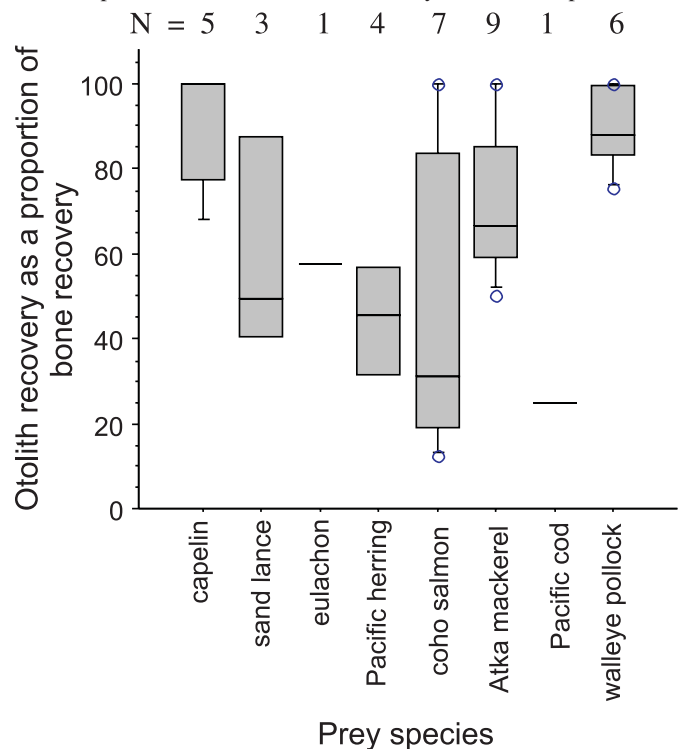 N = 5 3 1 4 7 9 1 6
Otolith recovery as a proportion of
bone recovery
100
80
60
40
20
0
capelin
sand lance
eulachon
Pacific herring
coho salmon
Atka mackerel
Pacific cod
walleye pollock
Prey species